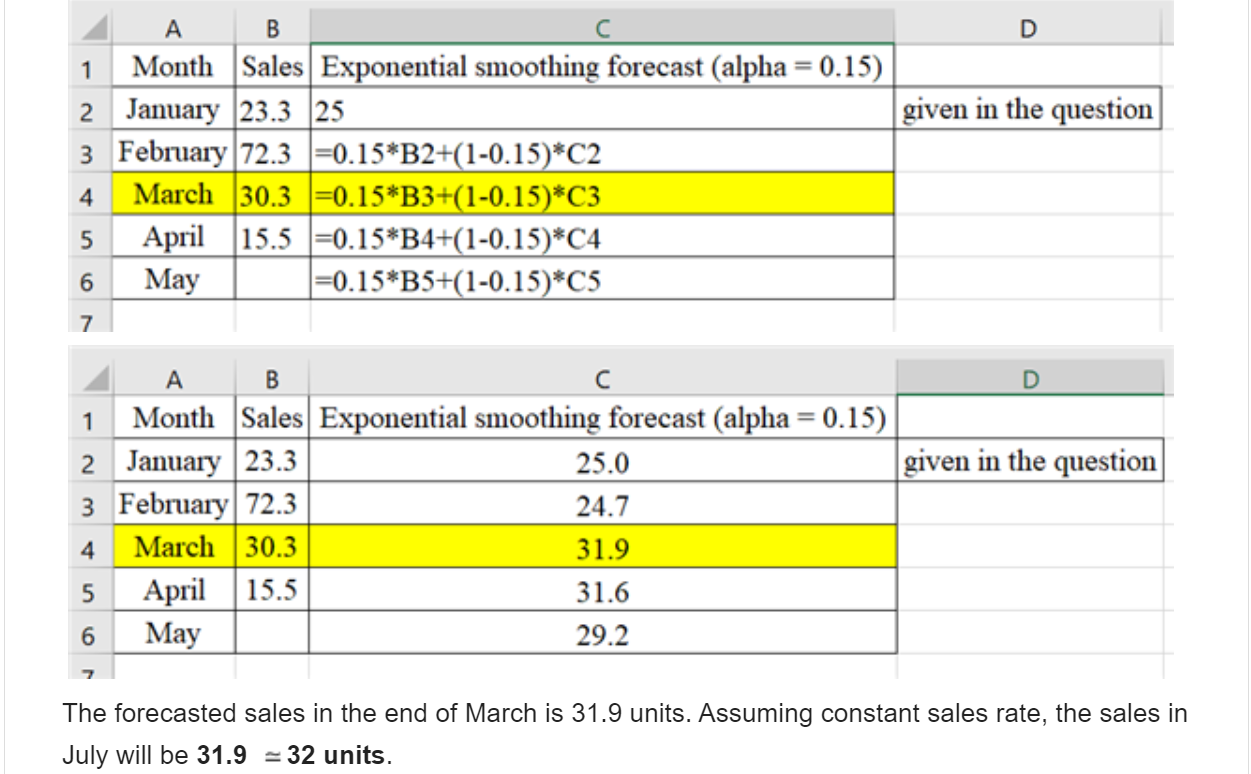 A B C D
1 Month Sales Exponential smoothing forecast (alpha = 0.15)
2 January 23.3 25 given in the question
3 February 72.3 =0.15*B2+(1-0.15)*C2
4 March 30.3 =0.15*B3+(1-0.15)*C3
5 April 15.5 =0.15*B4+(1-0.15)*C4
6 May =0.15*B5+(1-0.15)*C5
7
A B C D
1 Month Sales Exponential smoothing forecast (alpha = 0.15)
2 January 23.3 25.0 given in the question
3 February 72.3 24.7
4 March 30.3 31.9
5 April 15.5 31.6
6 May 29.2
7
The forecasted sales in the end of March is 31.9 units. Assuming constant sales rate, the sales in
July will be 31.9 ≃ 32 units.